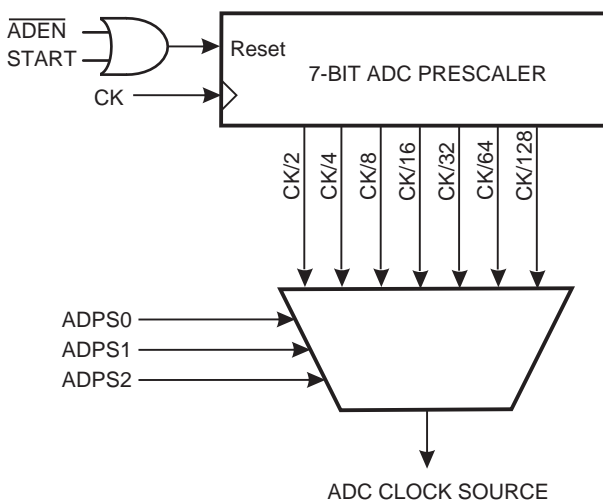 ADEN
START
Reset
7-BIT ADC PRESCALER
CK
CK/2
CK/4
CK/8
CK/16
CK/32
CK/64
CK/128
ADPS0
ADPS1
ADPS2
ADC CLOCK SOURCE